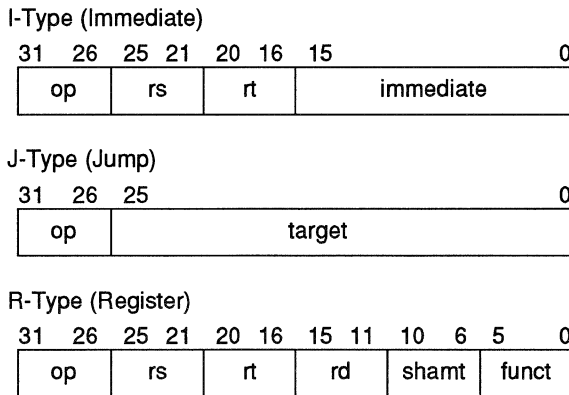 I-Type (Immediate)
31 26 25 21 20 16 15 0
op rs rt immediate
J-Type (Jump)
31 26 25 0
op target
R-Type (Register)
31 26 25 21 20 16 15 11 10 6 5 0
op rs rt rd shamt funct